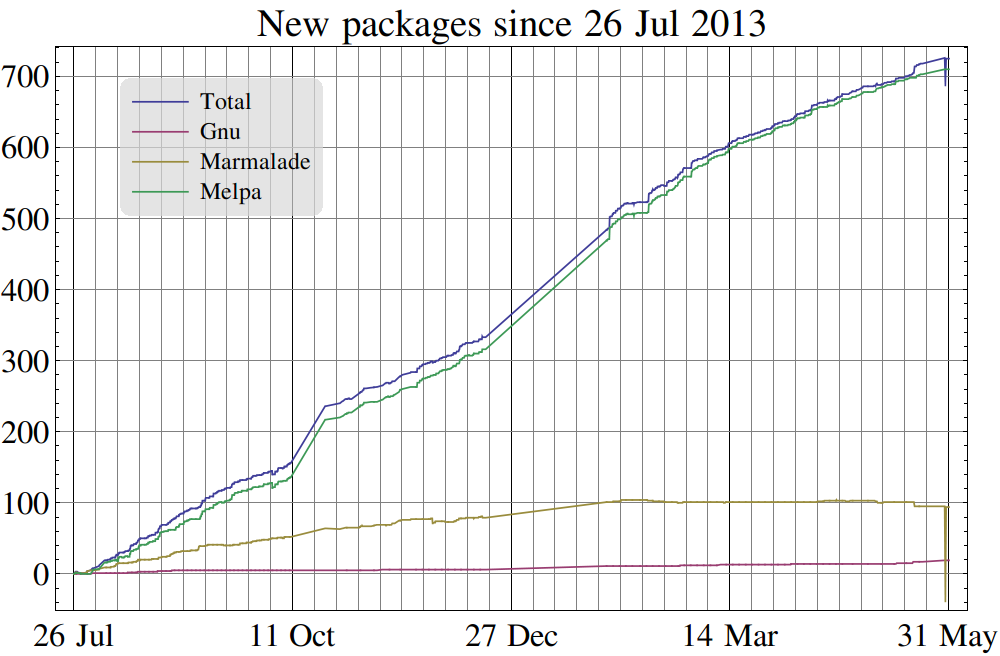 New packages since 26 Jul 2013
700
600
500
400
300
200
100
0
Total
Gnu
Marmalade
Melpa
26 Jul 11 Oct 27 Dec 14 Mar 31 May